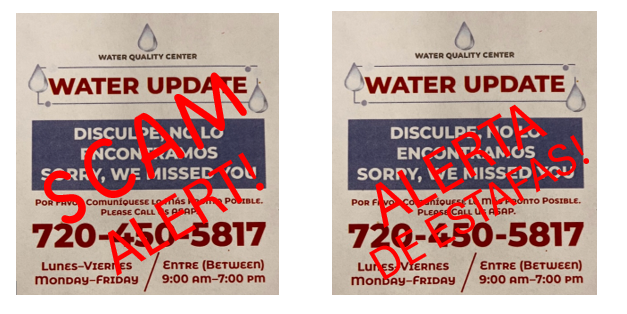 WATER QUALITY CENTER
WATER UPDATE
DISCULPE, NO LO
ENCONTRAMOS
SORRY, WE MISSED YOU
Por Favor Comuníquese lo más Pronto Posible.
Please Call Us ASAP.
720-450-5817
Lunes–Viernes
Monday–Friday
Entre (Between)
9:00 am–7:00 pm
SCAM
ALERT!
WATER QUALITY CENTER
WATER UPDATE
DISCULPE, NO LO
ENCONTRAMOS
SORRY, WE MISSED YOU
Por Favor Comuníquese lo Más Pronto Posible.
Please Call Us ASAP.
720-450-5817
Lunes–Viernes
Monday–Friday
Entre (Between)
9:00 am–7:00 pm
ALERTA
DE ESTAFAS!